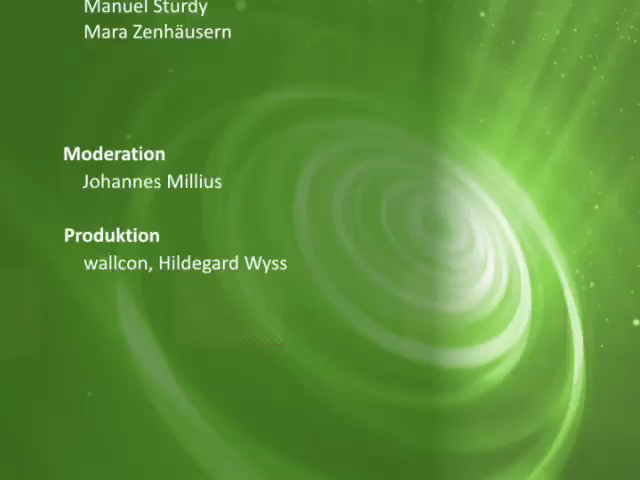 Manuel Sturdy
Mara Zenhäusern
Moderation
Johannes Millius
Produktion
wallcon, Hildegard Wyss